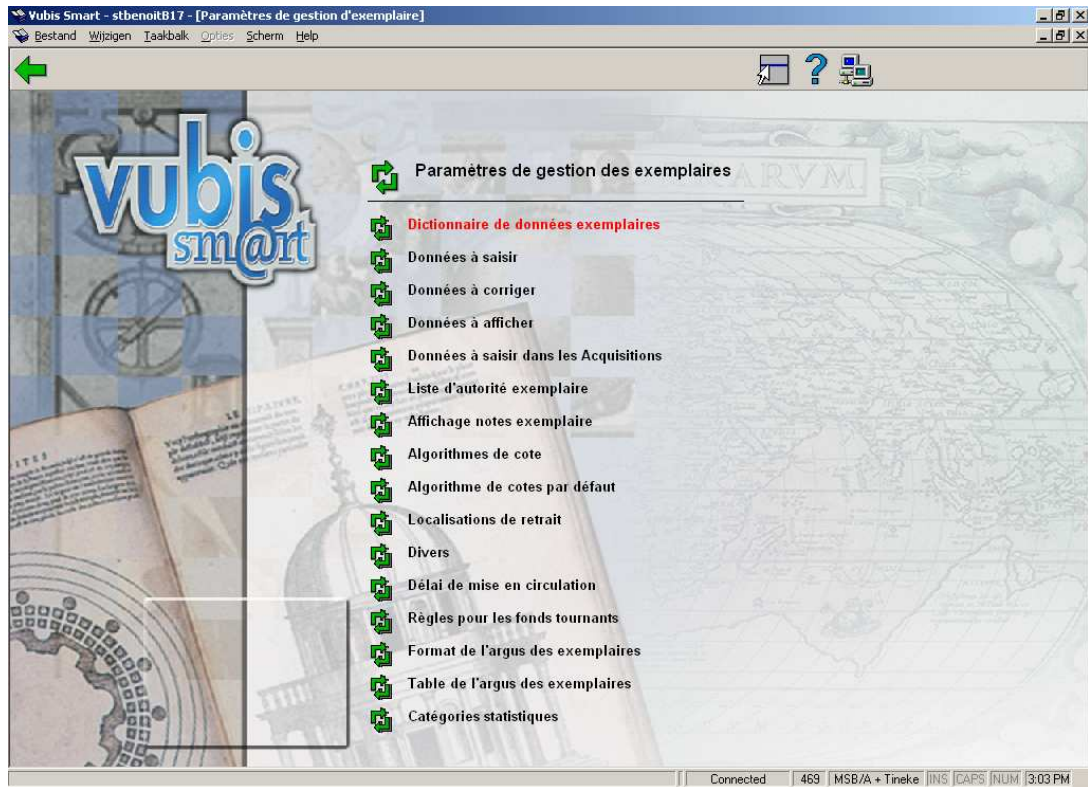 Vubis Smart - stbenoitB17 - [Paramètres de gestion d'exemplaire]
Bestand Wijzigen Taakbalk Opties Scherm Help
vubis
sm@rt
ARVM
Paramètres de gestion des exemplaires
Dictionnaire de données exemplaires
Données à saisir
Données à corriger
Données à afficher
Données à saisir dans les Acquisitions
Liste d'autorité exemplaire
Affichage notes exemplaire
Algorithmes de cote
Algorithme de cotes par défaut
Localisations de retrait
Divers
Délai de mise en circulation
Règles pour les fonds tournants
Format de l'argus des exemplaires
Table de l'argus des exemplaires
Catégories statistiques
Connected 469 MSB/A + Tineke INS CAPS NUM 3:03 PM